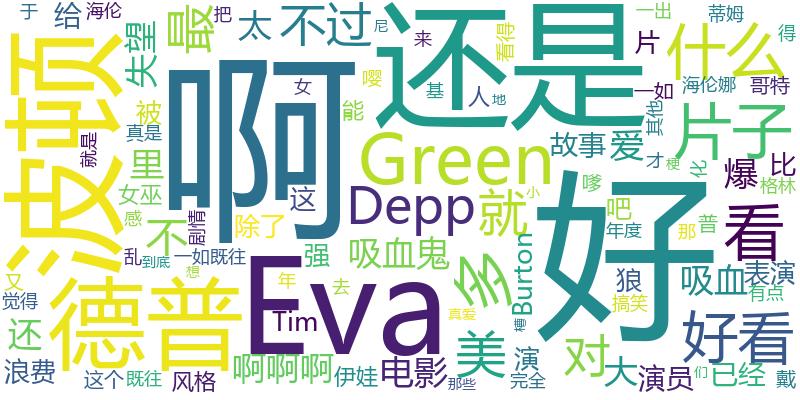 于
给
海伦
最
太
把
不过
尼
还是
来
看得
片
什么
一出
蒂姆
得
波顿
失望
啊
女
嘤
能
基
人
地
一如
海伦娜
哥特
其他
被
真是
就是
里
Green
故事
爱
才
片子
爆
比
女巫
这
Depp
就
嗲
梗
化
格林
感
不
剧情
除了
吧
普
年度
那
看
小
好
德普
乱
到底
一如既往
强
吸血鬼
多
Burton
狼
搞笑
吸血
表演
有点
又
想
觉得
年
去
Eva
Tim
真爱
槽
好看
还
浪费
这个
既往
风格
啊啊啊
伊娃
电影
那些
美
演
完全
对
大
演员
们
已经
戴